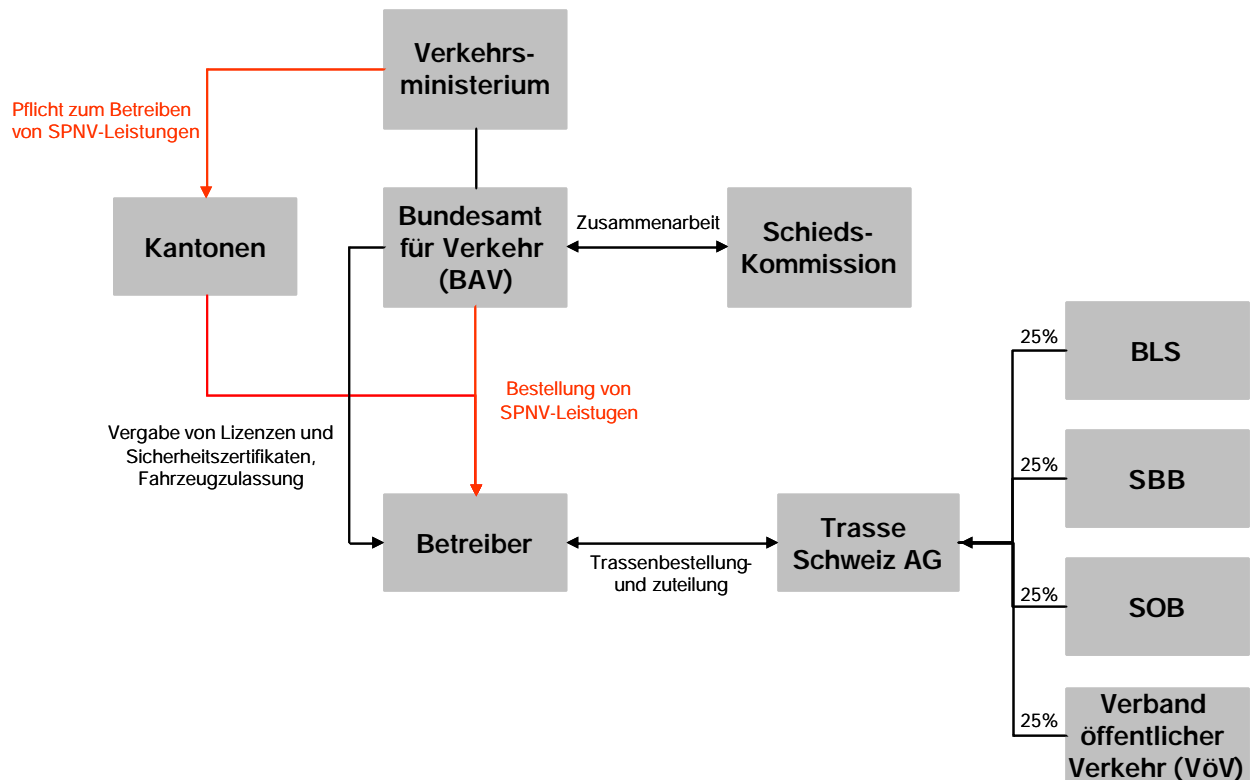 Verkehrs-
ministerium
Pflicht zum Betreiben
von SPNV-Leistungen
Kantonen
Bundesamt
für Verkehr
(BAV)
Zusammenarbeit
Schieds-
Kommission
25%
BLS
Bestellung von
SPNV-Leistugen
Vergabe von Lizenzen und
Sicherheitszertifikaten,
Fahrzeugzulassung
25%
SBB
Betreiber
Trassenbestellung-
und zuteilung
Trasse
Schweiz AG
25%
SOB
25%
Verband
öffentlicher
Verkehr (VöV)